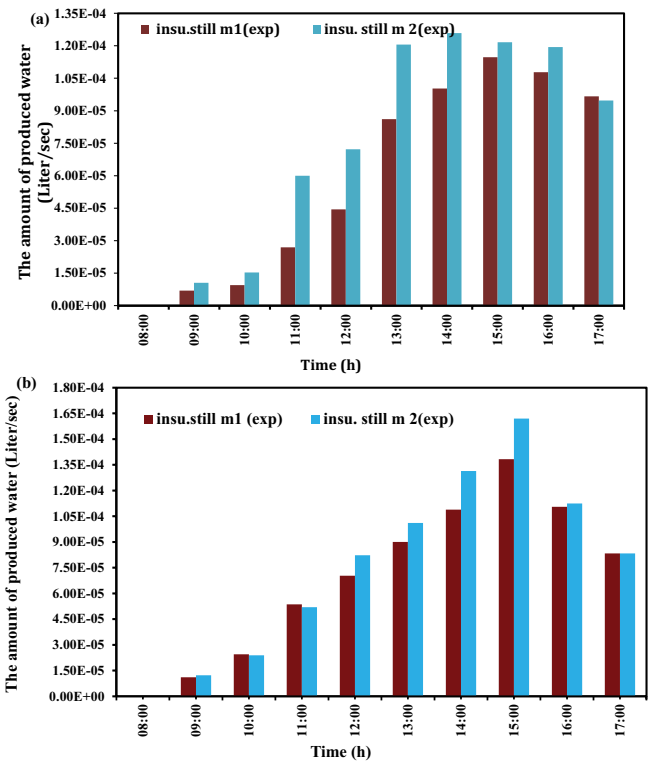 (a)
The amount of produced water
(Liter/sec)
1.35E-04
1.20E-04
1.05E-04
9.00E-05
7.50E-05
6.00E-05
4.50E-05
3.00E-05
1.50E-05
0.00E+00
insu.still m1(exp) insu. still m 2(exp)
08:00 09:00 10:00 11:00 12:00 13:00 14:00 15:00 16:00 17:00
Time (h)
(b)
The amount of produced water (Liter/sec)
1.80E-04
1.65E-04
1.50E-04
1.35E-04
1.20E-04
1.05E-04
9.00E-05
7.50E-05
6.00E-05
4.50E-05
3.00E-05
1.50E-05
0.00E+00
insu.still m1 (exp) insu. still m 2(exp)
08:00 09:00 10:00 11:00 12:00 13:00 14:00 15:00 16:00 17:00
Time (h)